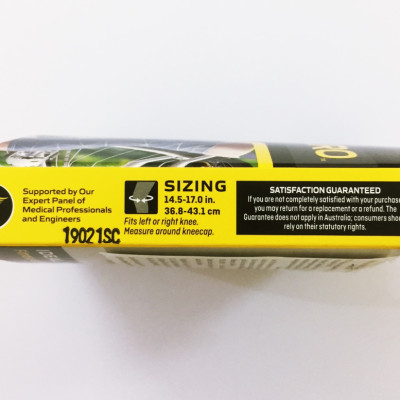 Supported by Our
Expert Panel of
Medical Professionals
and Engineers
19021SC
SIZING
14.5-17.0 in.
36.8-43.1 cm
Fits left or right knee.
Measure around kneecap.
SATISFACTION GUARANTEED
If you are not completely satisfied with your purchase
you may return for a replacement or a refund. The
Guarantee does not apply in Australia; consumers shou
rely on their statutory rights.